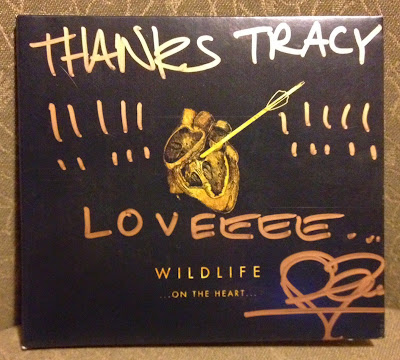 THANKS TRACY
!!!!! !!!!!
LOVEEEE...
WILDLIFE
...ON THE HEART...